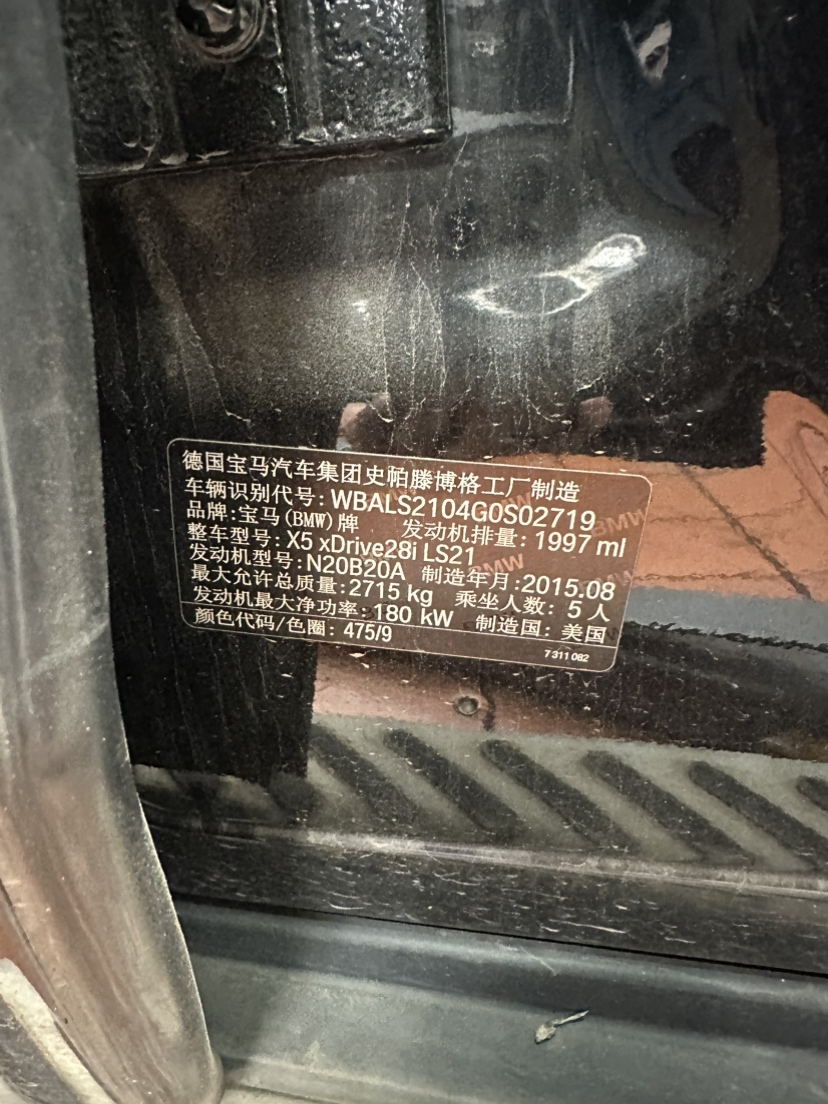 德国宝马汽车集团史帕滕博格工厂制造
车辆识别代号: WBALS2104G0S02719
品牌:宝马(BMW)牌 发动机排量: 1997 ml
整车型号: X5 xDrive28i LS21
发动机型号:N20B20A 制造年月:2015.08
最大允许总质量:2715 kg 乘坐人数: 5 人
发动机最大净功率:180 kW 制造国: 美国
颜色代码/色圈: 475/9
7 311 082